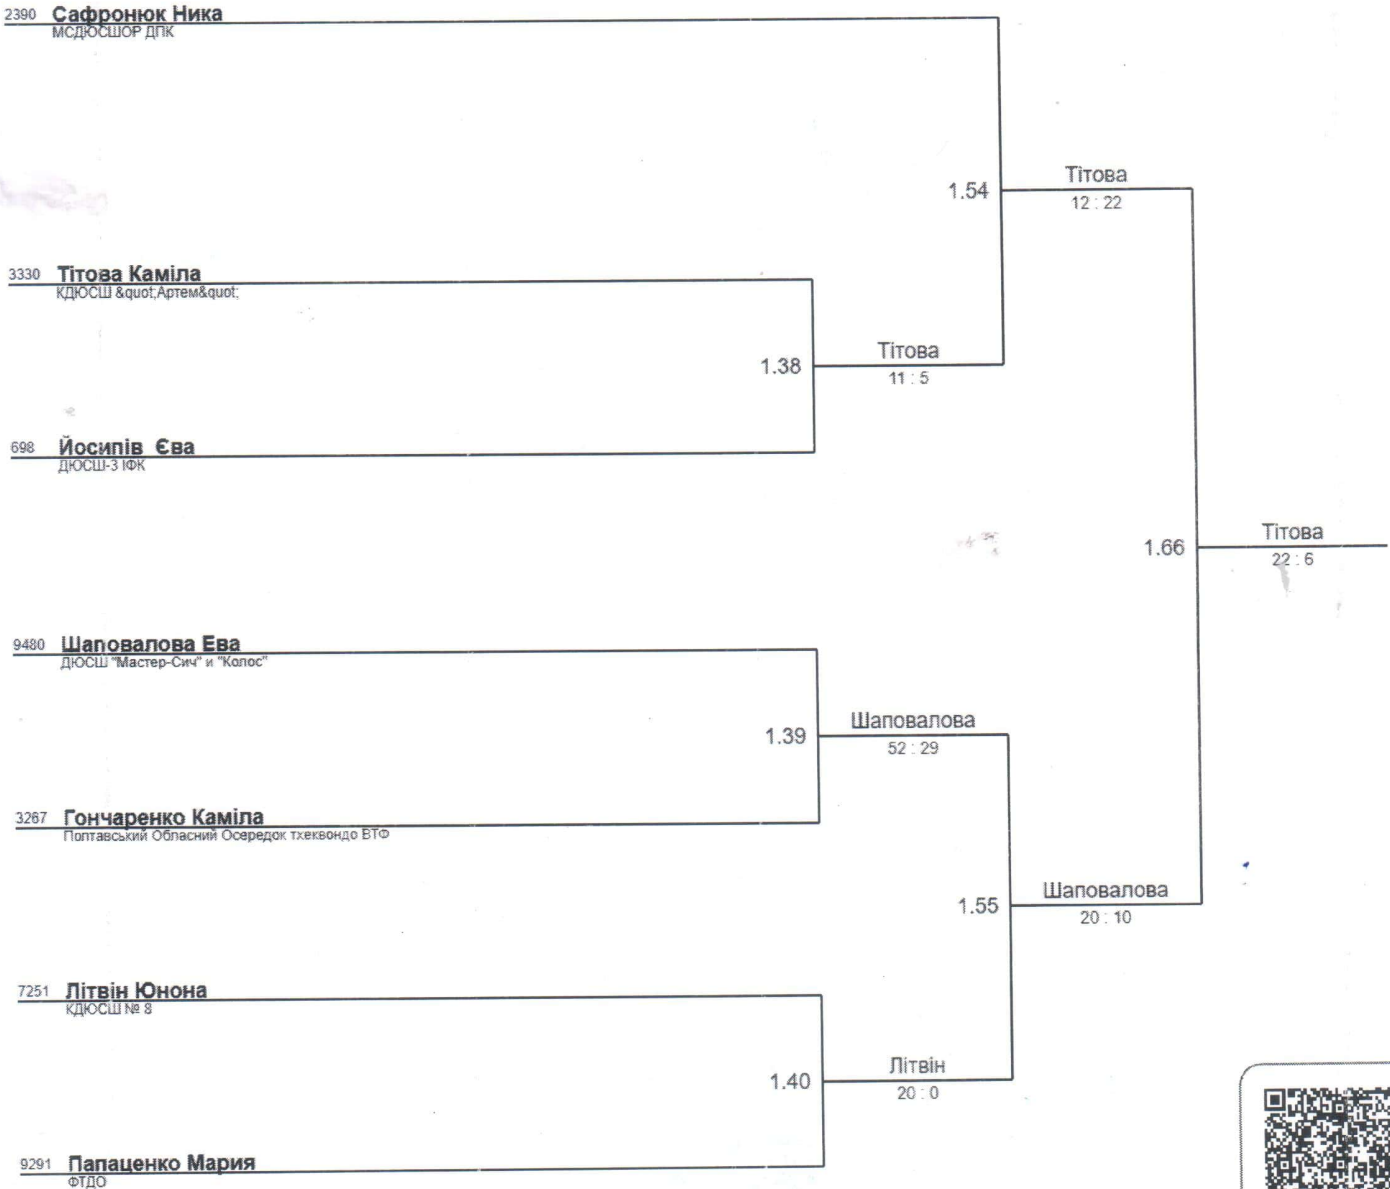 2390 Сафронюк Ника
МСДЮСШОР ДПК
1.54
Тітова
12 : 22
3330 Тітова Каміла
КДЮСШ &quot;Артем&quot;
1.38
Тітова
11 : 5
698 Йосипів Єва
ДЮСШ-3 ІФК
1.66
Тітова
22 : 6
9480 Шаповалова Ева
ДЮСШ "Мастер-Сич" и "Колос"
1.39
Шаповалова
52 : 29
3267 Гончаренко Каміла
Полтавський Обласний Осередок тхеквондо ВТФ
1.55
Шаповалова
20 : 10
7251 Літвін Юнона
КДЮСШ № 8
1.40
Літвін
20 : 0
9291 Папаценко Мария
ФТДО